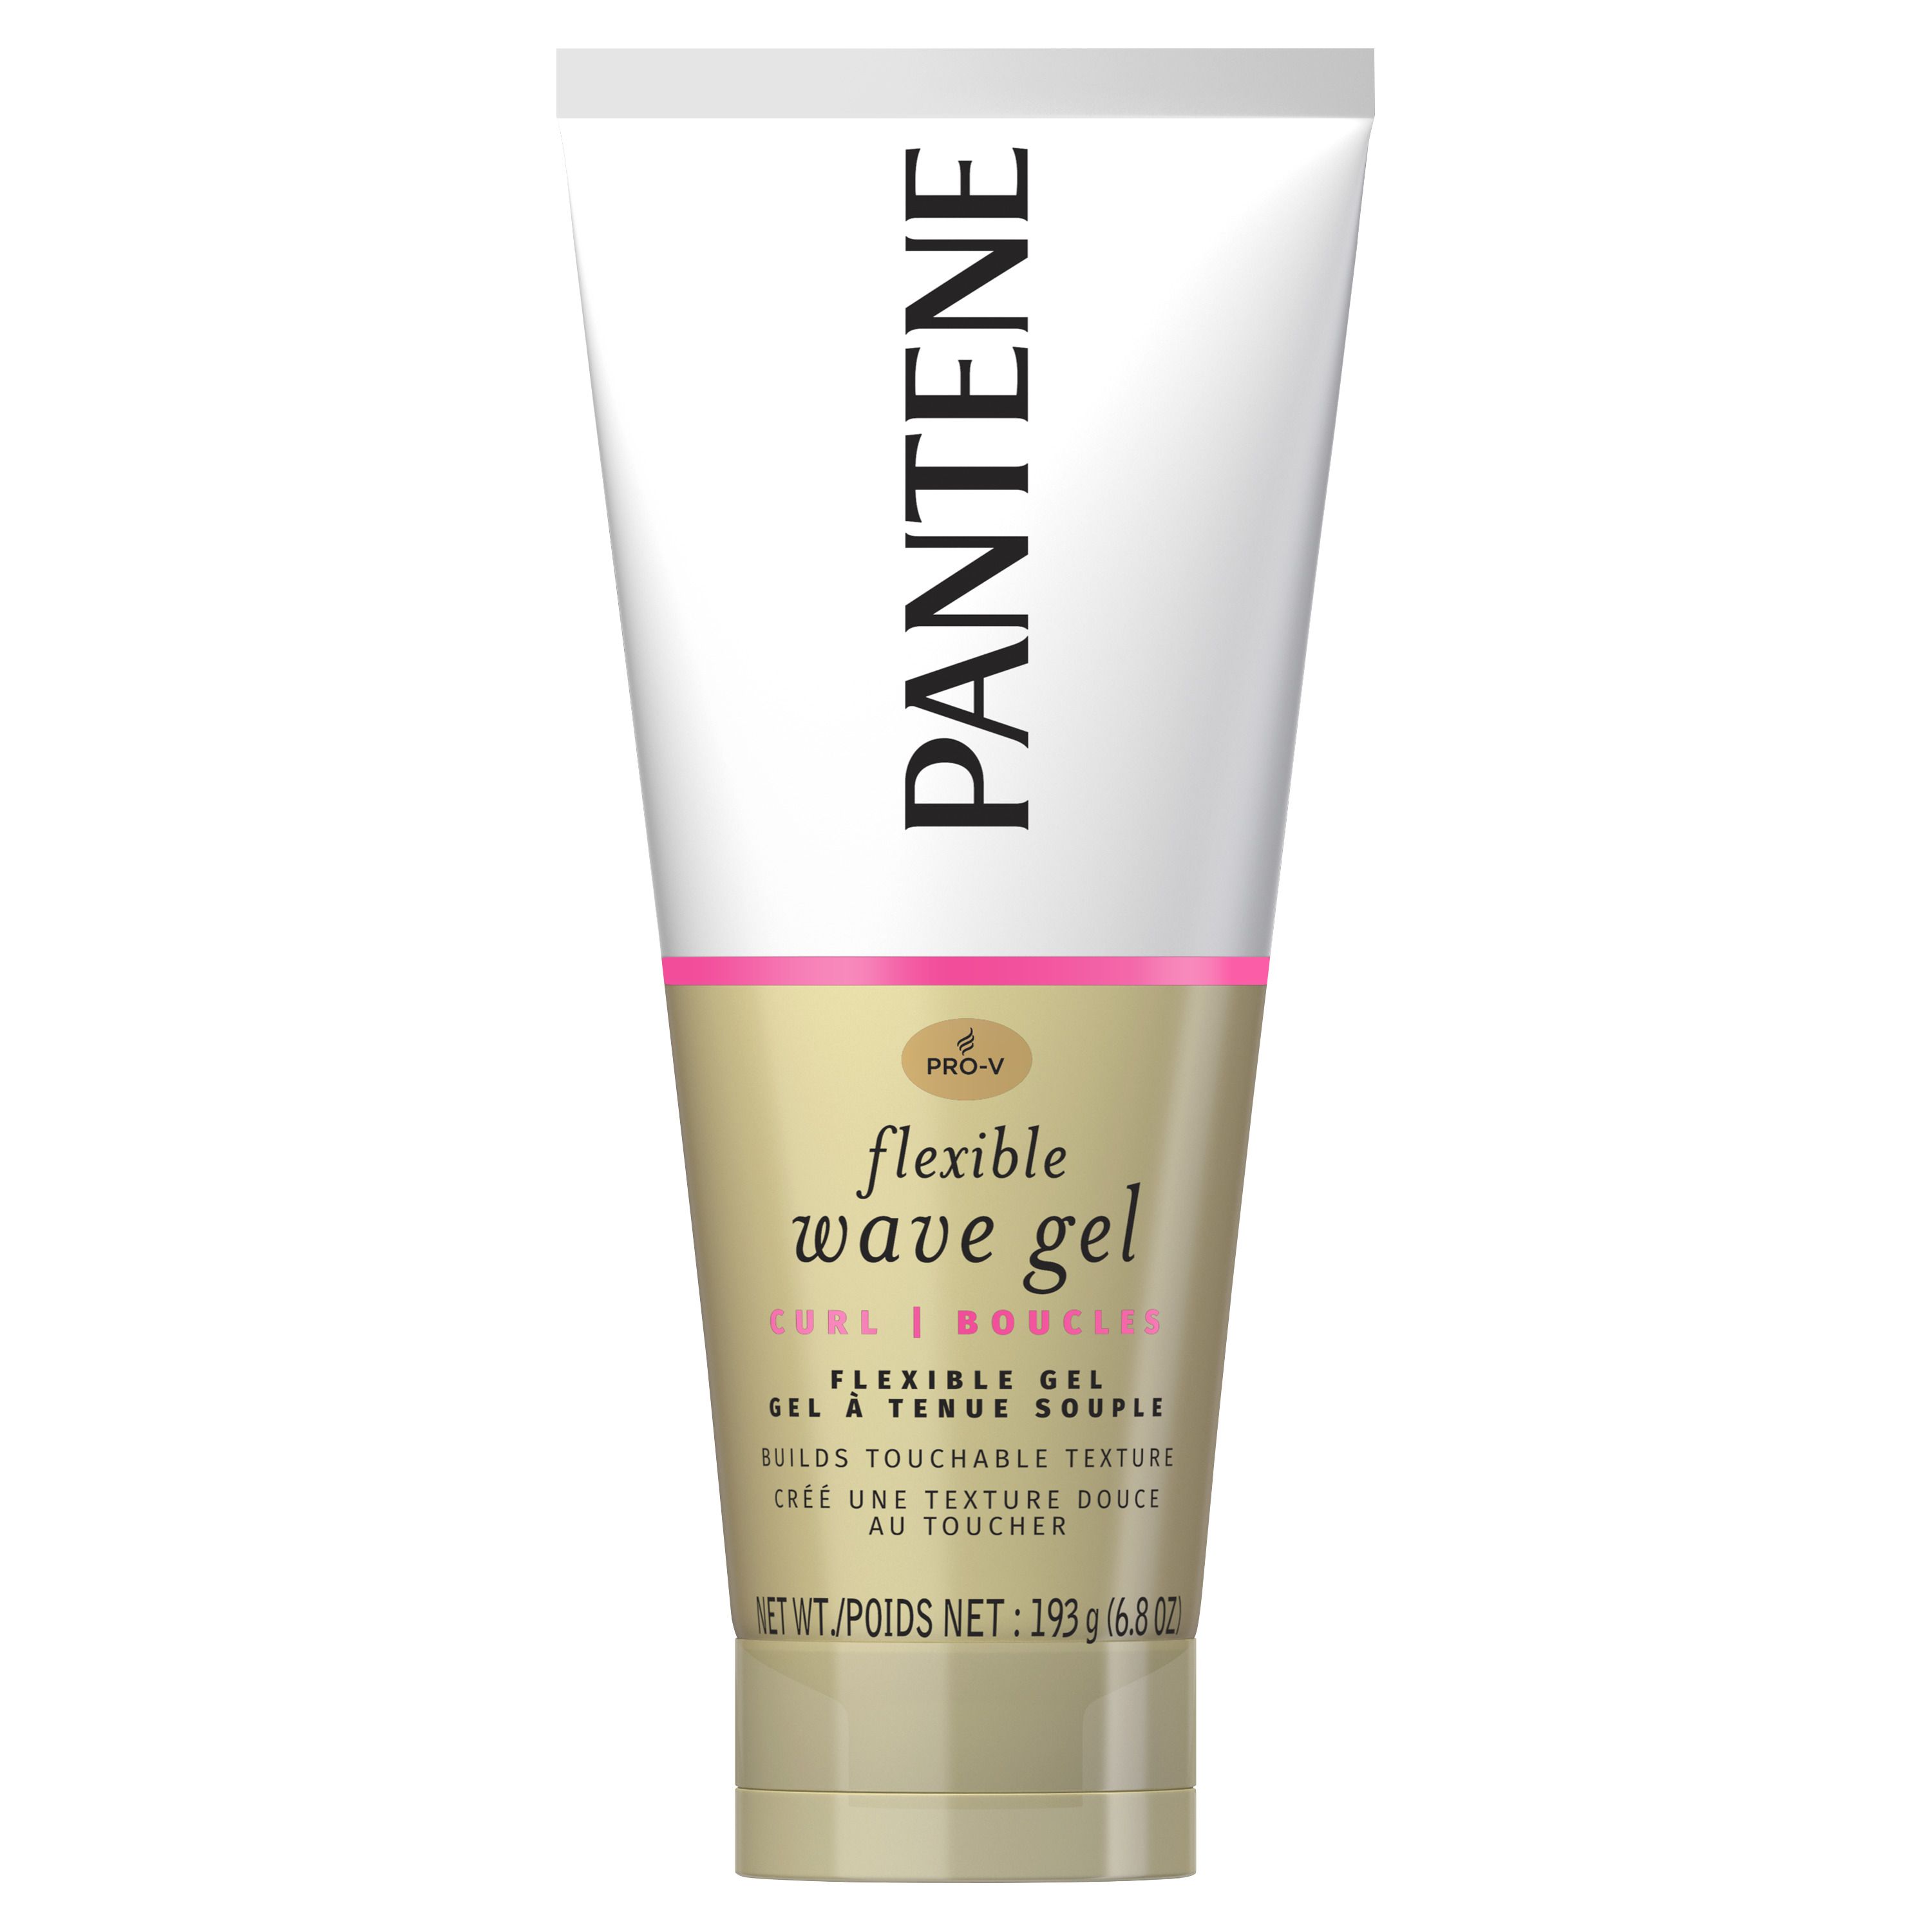 PANTENE
PRO-V
flexible
wave gel
CURL | BOUCLES
FLEXIBLE GEL
GEL À TENUE SOUPLE
BUILDS TOUCHABLE TEXTURE
CRÉÉ UNE TEXTURE DOUCE
AU TOUCHER
NET WT./POIDS NET : 193 g (6.8 OZ)